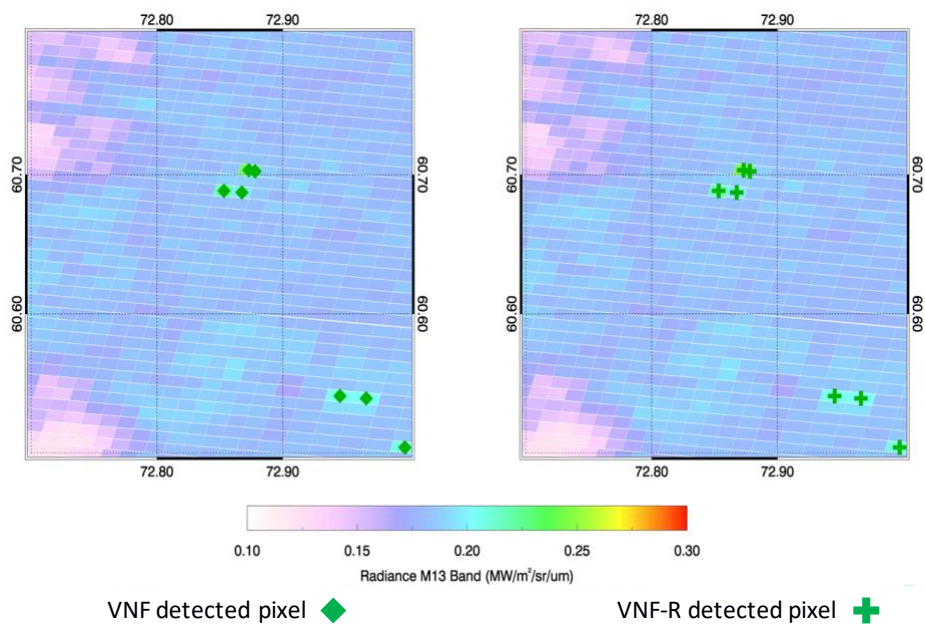 72.80 72.90 72.80 72.90
60.70 60.70 60.70 60.70
60.60 60.60 60.60 60.60
72.80 72.90 72.80 72.90
0.10 0.15 0.20 0.25 0.30
Radiance M13 Band (MW/m²/sr/um)
VNF detected pixel VNF-R detected pixel